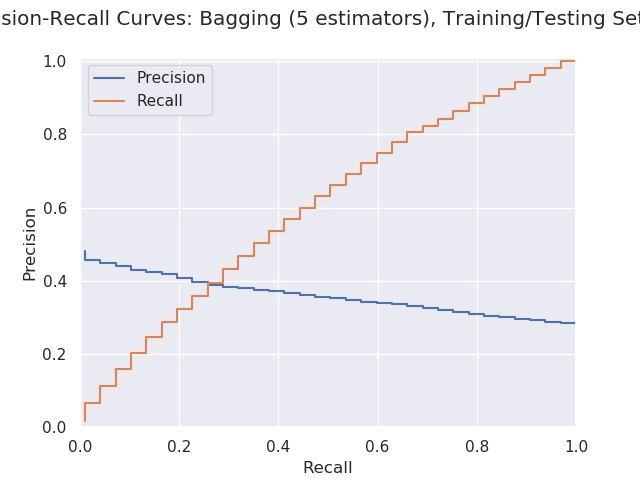 sion-Recall Curves: Bagging (5 estimators), Training/Testing Set
Precision
Recall
1.0
0.8
0.6
0.4
0.2
0.0
Precision
0.0 0.2 0.4 0.6 0.8 1.0
Recall